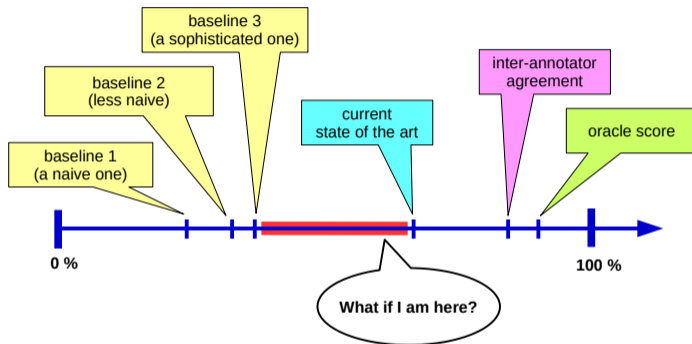 baseline 3
(a sophisticated one)
baseline 2
(less naive)
baseline 1
(a naive one)
current
state of the art
inter-annotator
agreement
oracle score
0 %
100 %
What if I am here?